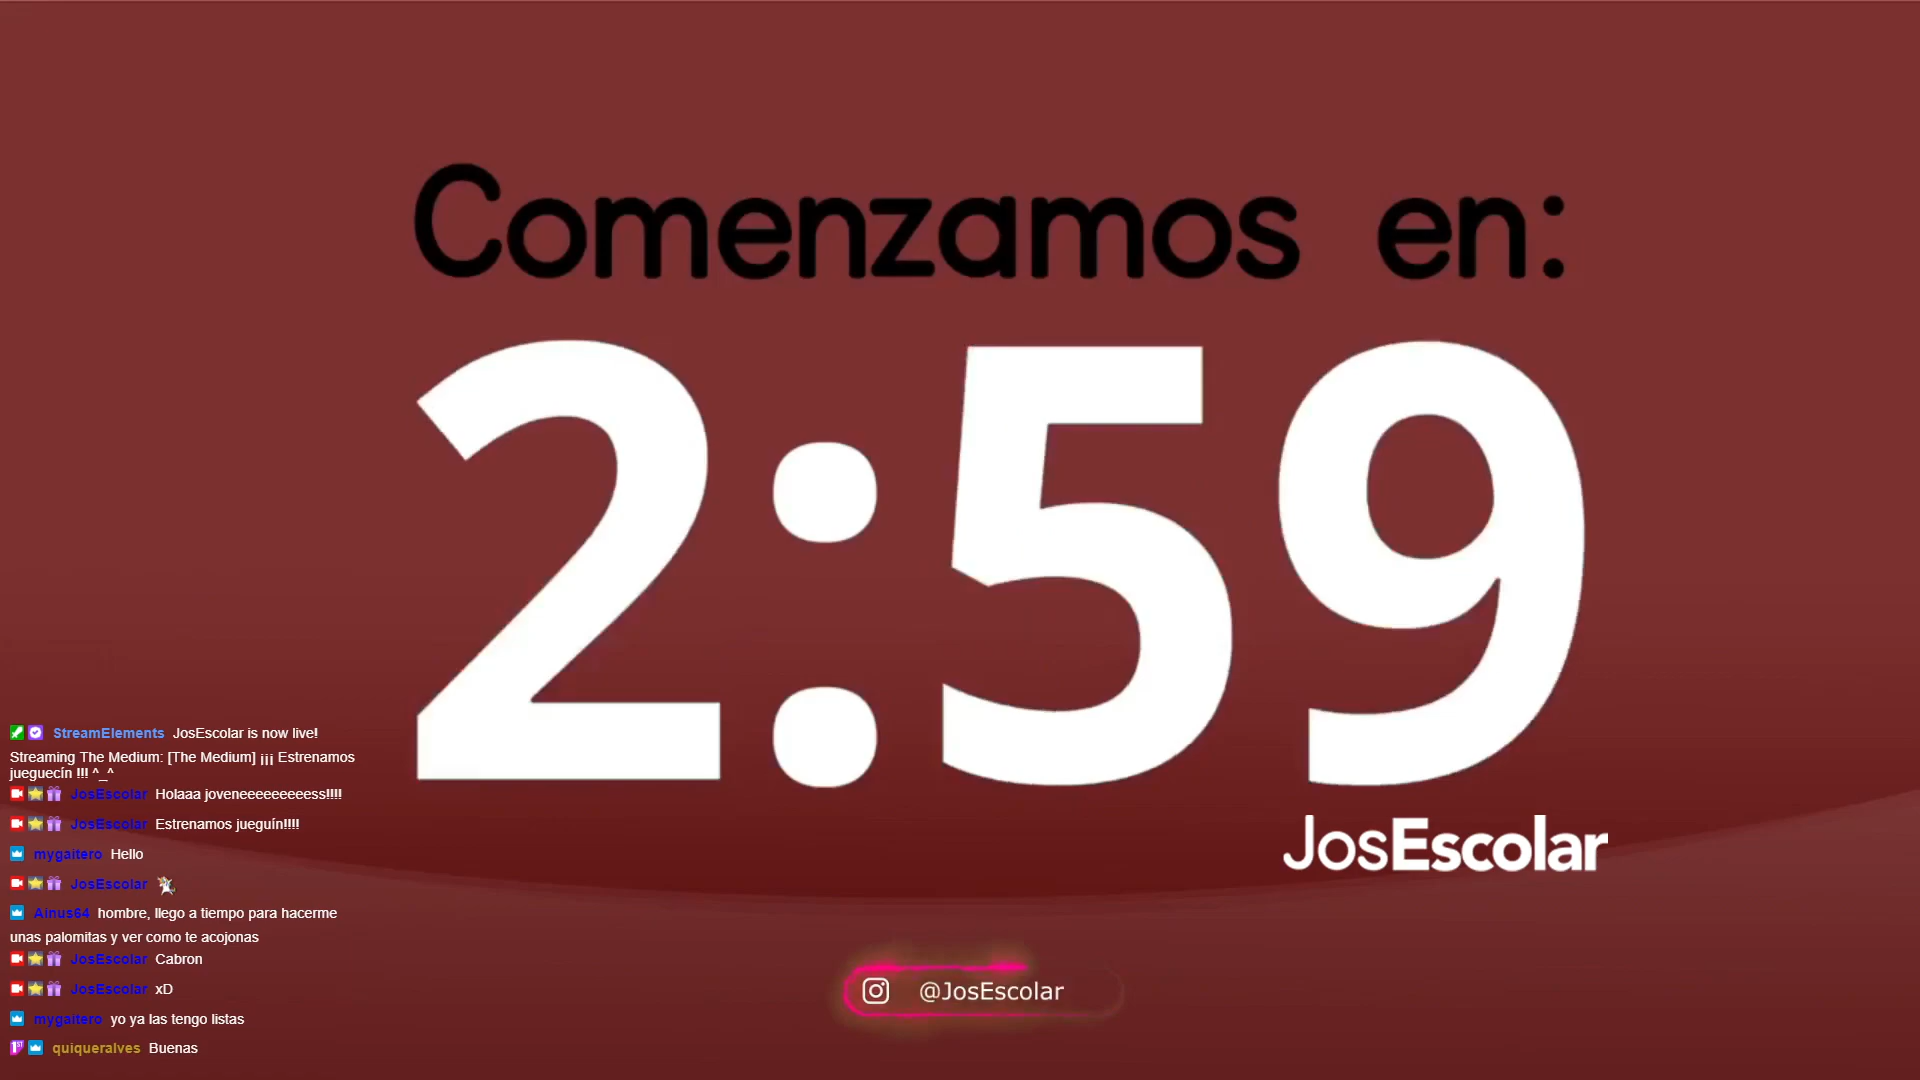 Comenzamos en:
2:59
JosEscolar
@JosEscolar
StreamElements JosEscolar is now live!
Streaming The Medium: [The Medium] ¡¡¡ Estrenamos
jueguecín !!! ^_^
JosEscolar Holaaa joveneeeeeeeeess!!!!
JosEscolar Estrenamos jueguín!!!!
mygaitero Hello
JosEscolar
Ainus64 hombre, llego a tiempo para hacerme
unas palomitas y ver como te acojonas
JosEscolar Cabron
JosEscolar xD
mygaitero yo ya las tengo listas
quiqueralves Buenas